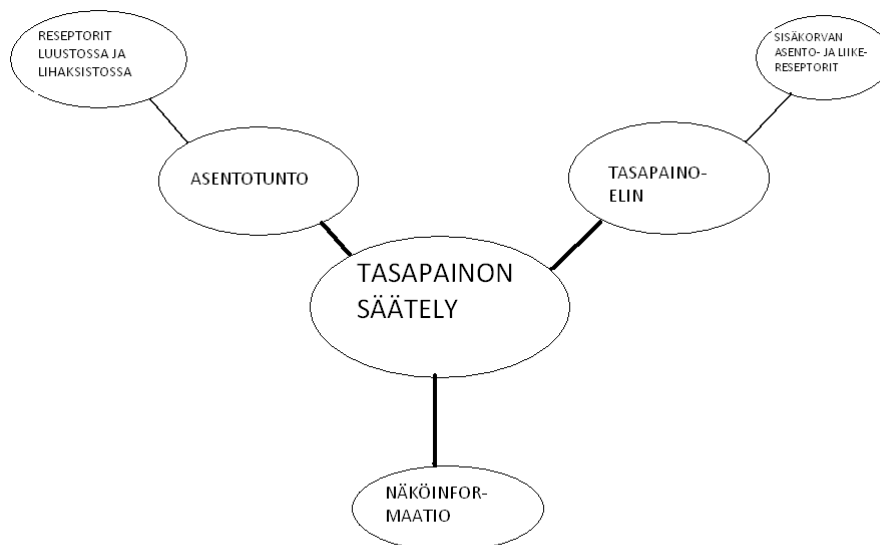 RESEPTORIT
LUUSTOSSA JA
LIHAKSISTOSSA
SISÄKORVAN
ASENTO- JA LIIKE-
RESEPTORIT
ASENTOTUNTO
TASAPAINO-
ELIN
TASAPAINON
SÄÄTELY
NÄKÖINFOR-
MAATIO